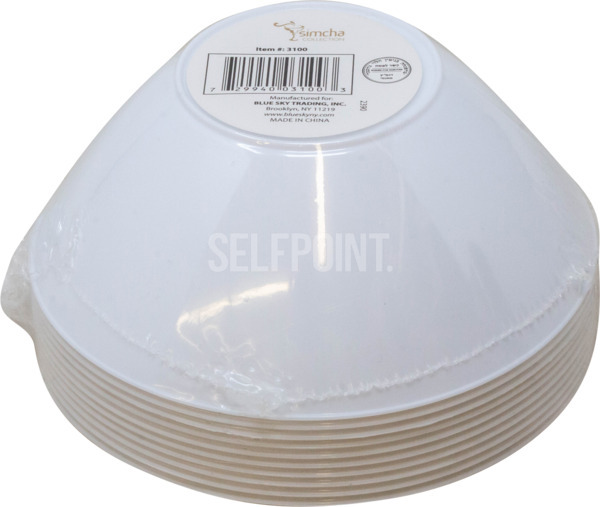 simcha
COLLECTION
Item #: 3100
7 29940 03100 3
Manufactured for:
BLUE SKY TRADING, INC.
Brooklyn, NY 11219
www.blueskyny.com
MADE IN CHINA
2390
SELFPOINT.